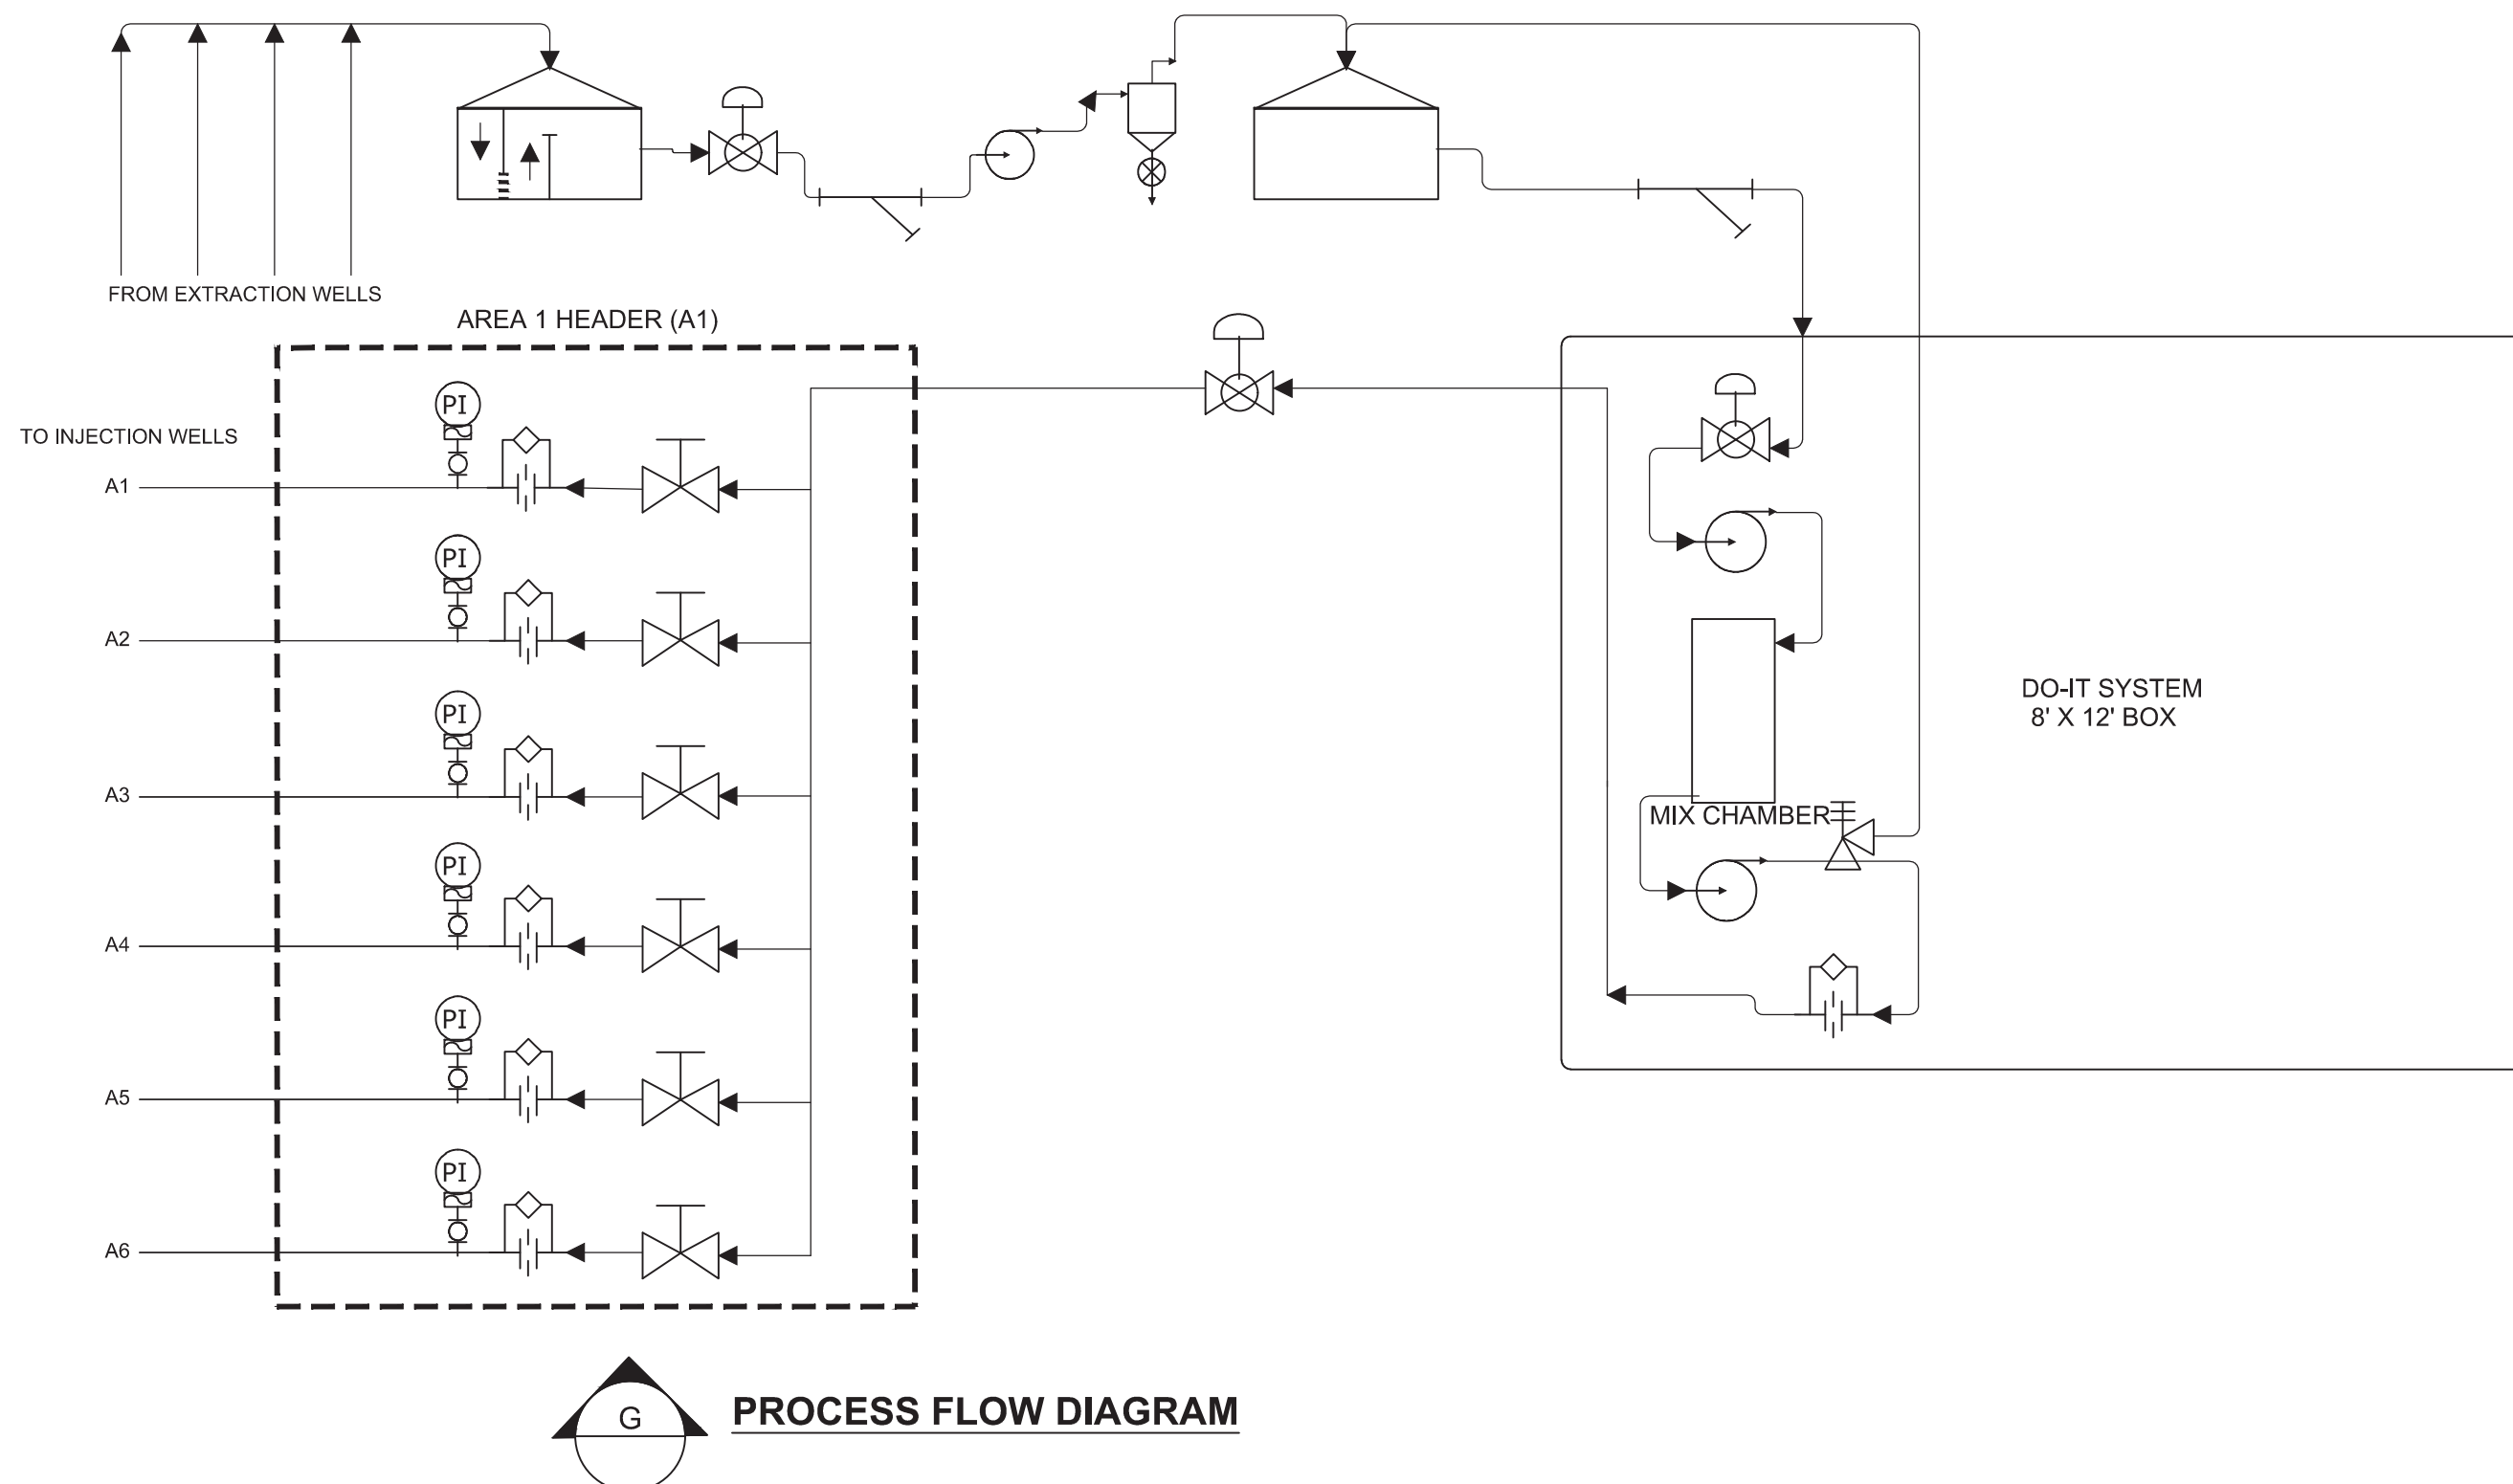 FROM EXTRACTION WELLS
AREA 1 HEADER (A1)
TO INJECTION WELLS
PI
A1
PI
A2
PI
A3
PI
A4
PI
A5
PI
A6
DO-IT SYSTEM
8' X 12' BOX
MIX CHAMBER
G
PROCESS FLOW DIAGRAM